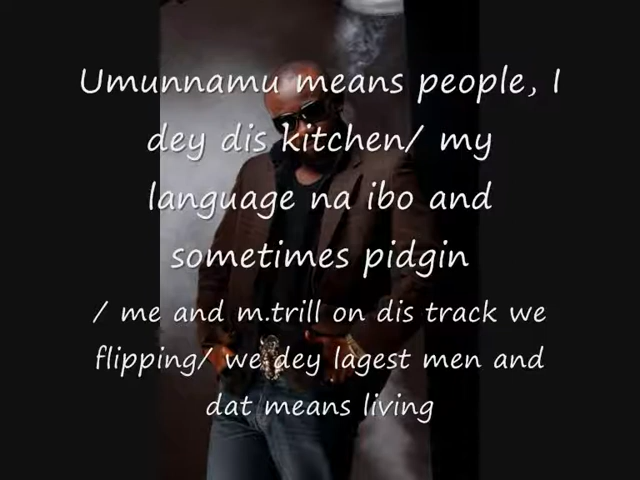 Umunnamu means people, I
dey dis kitchen/ my
language na ibo and
sometimes pidgin
/ me and m.trill on dis track we
flipping/ we dey lagest men and
dat means living